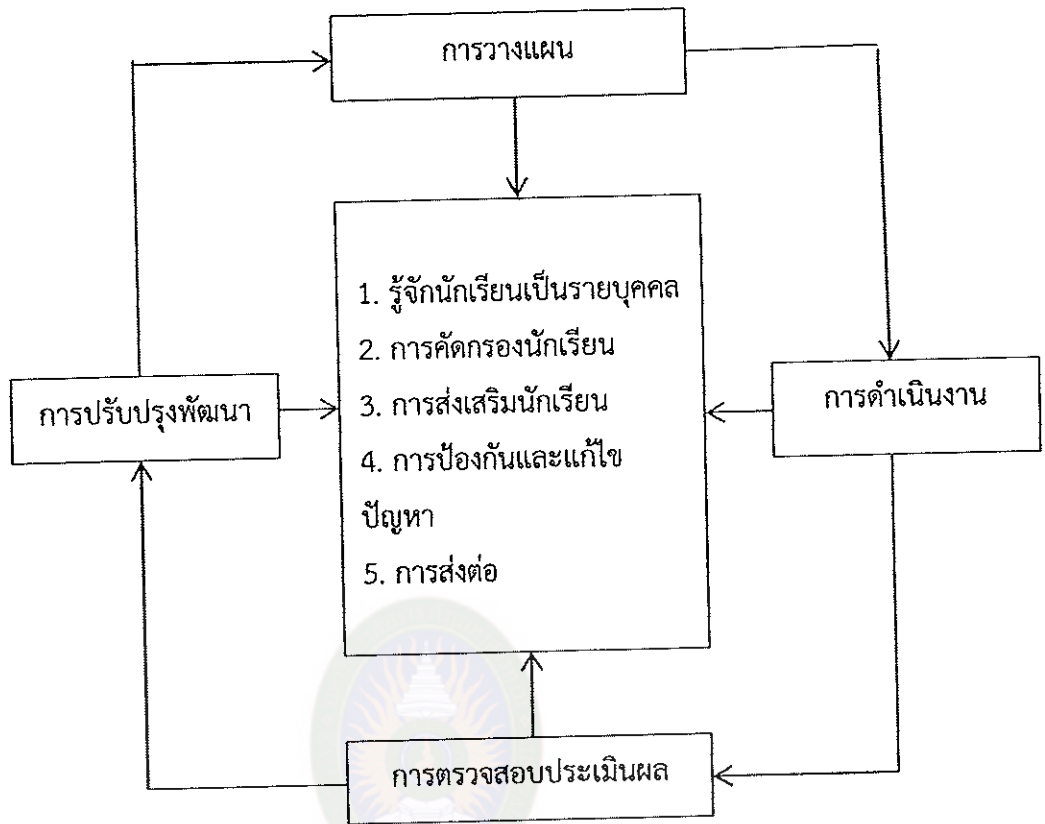 การวางแผน
1. รู้จักนักเรียนเป็นรายบุคคล
2. การคัดกรองนักเรียน
3. การส่งเสริมนักเรียน
4. การป้องกันและแก้ไข
ปัญหา
5. การส่งต่อ
การปรับปรุงพัฒนา
การดำเนินงาน
การตรวจสอบประเมินผล